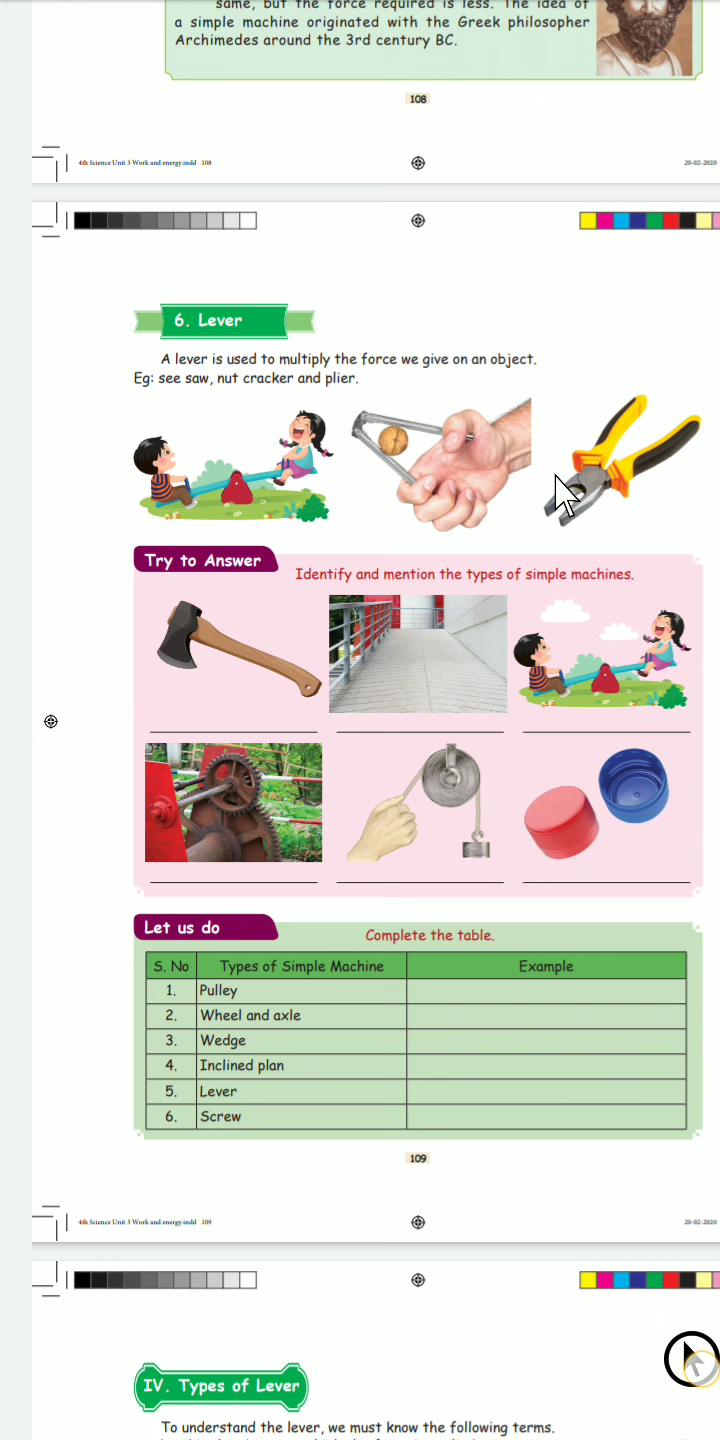 same, but the force required is less. The idea of
a simple machine originated with the Greek philosopher
Archimedes around the 3rd century BC.
108
4th Science Unit 3 Work and energy.indd 108
20-02-2020
6. Lever
A lever is used to multiply the force we give on an object.
Eg: see saw, nut cracker and plier.
Try to Answer
Identify and mention the types of simple machines.
Let us do
Complete the table.
S. No Types of Simple Machine Example
1. Pulley
2. Wheel and axle
3. Wedge
4. Inclined plan
5. Lever
6. Screw
109
4th Science Unit 3 Work and energy.indd 109
20-02-2020
IV. Types of Lever
To understand the lever, we must know the following terms.